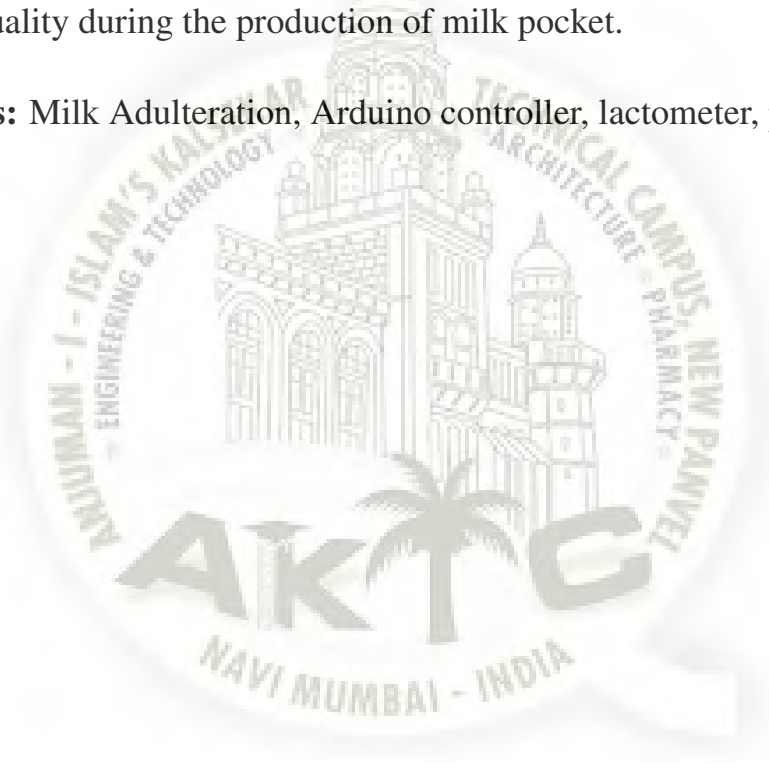 uality during the production of milk pocket.
s: Milk Adulteration, Arduino controller, lactometer,
ANJUMAN - I - ISLAM'S KALSEKAR TECHNICAL CAMPUS, NEW PANVEL
ENGINEERING & TECHNOLOGY ARCHITECTURE PHARMACY
AKTC
NAVI MUMBAI - INDIA